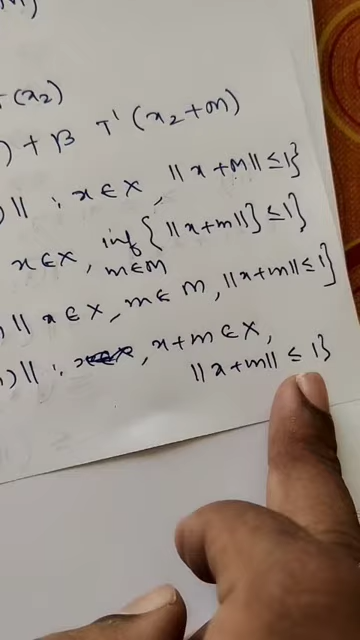 (x₂)
) + β T'(x₂+M)
)|| : x∈X, ||x+M|| ≤ 1}
x∈X, inf{||x+m||} ≤ 1}
m∈M
)|| x∈X, m∈M, ||x+m|| ≤ 1}
)|| : , x+m∈X,
||x+m|| ≤ 1}